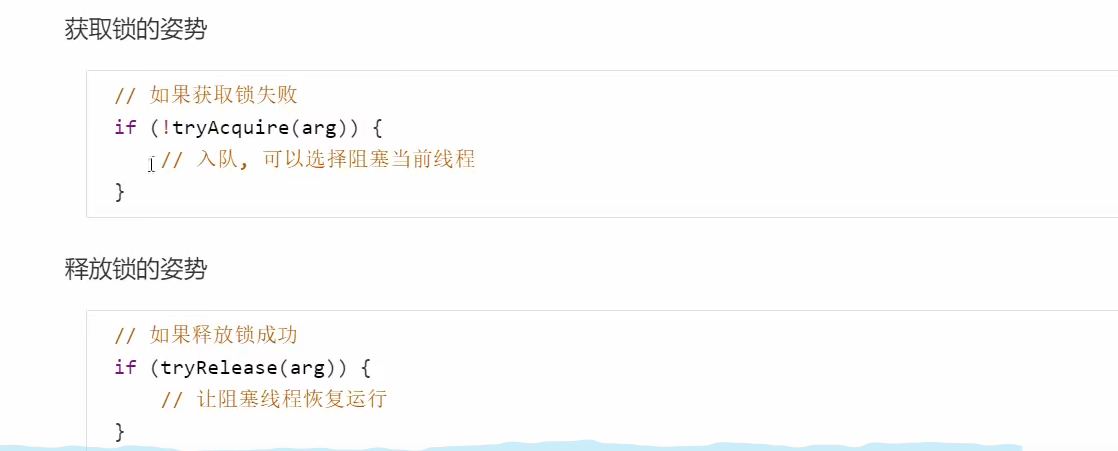 获取锁的姿势
// 如果获取锁失败
if (!tryAcquire(arg)) {
// 入队, 可以选择阻塞当前线程
}
释放锁的姿势
// 如果释放锁成功
if (tryRelease(arg)) {
// 让阻塞线程恢复运行
}